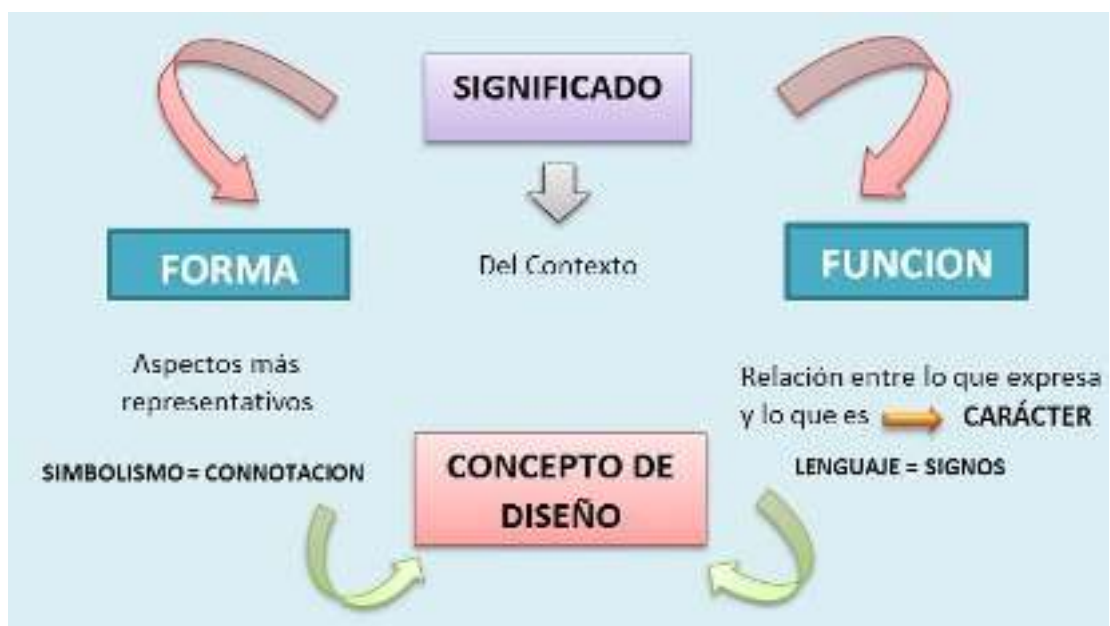 SIGNIFICADO
FORMA
Del Contexto
FUNCION
Aspectos más
representativos
SIMBOLISMO = CONNOTACION
Relación entre lo que expresa
y lo que es CARÁCTER
LENGUAJE = SIGNOS
CONCEPTO DE
DISEÑO